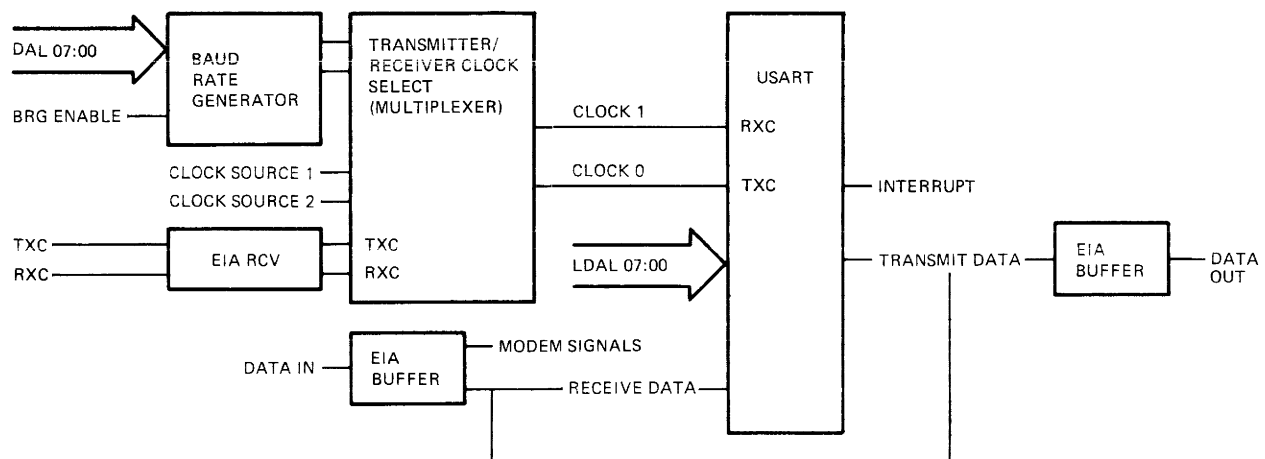 DAL 07:00
BAUD
RATE
GENERATOR
BRG ENABLE
TRANSMITTER/
RECEIVER CLOCK
SELECT
(MULTIPLEXER)
CLOCK SOURCE 1
CLOCK SOURCE 2
TXC
RXC
EIA RCV
TXC
RXC
CLOCK 1
CLOCK 0
LDAL 07:00
USART
RXC
TXC
INTERRUPT
TRANSMIT DATA
EIA
BUFFER
DATA
OUT
DATA IN
EIA
BUFFER
MODEM SIGNALS
RECEIVE DATA